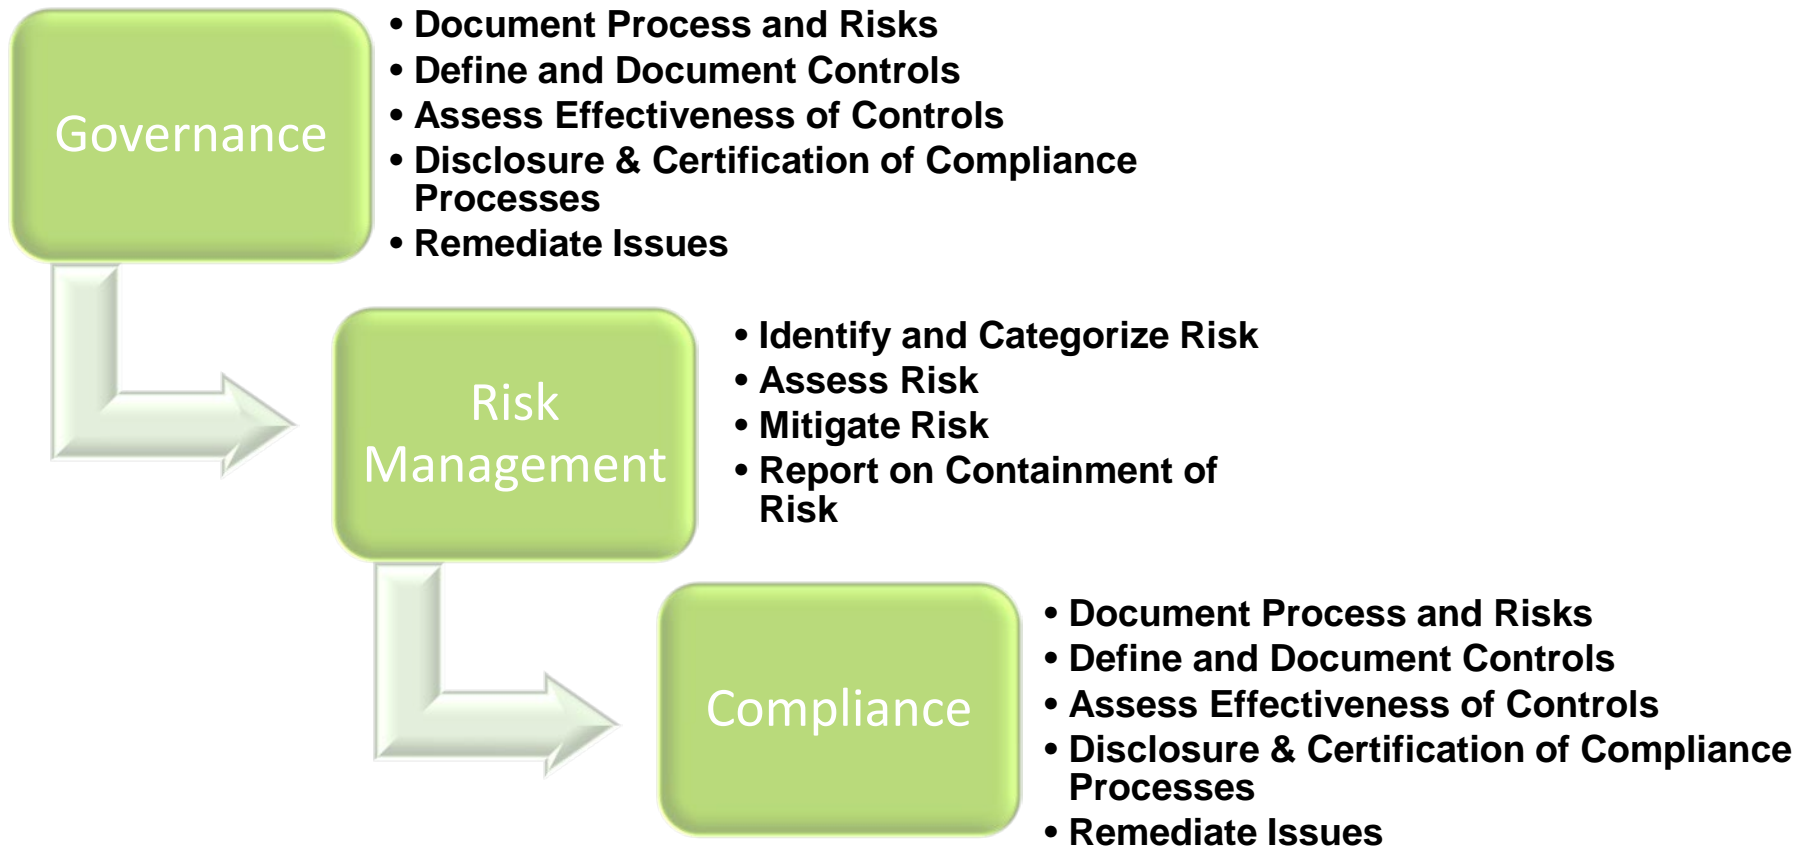 Governance
• Document Process and Risks
• Define and Document Controls
• Assess Effectiveness of Controls
• Disclosure & Certification of Compliance
Processes
• Remediate Issues
Risk
Management
• Identify and Categorize Risk
• Assess Risk
• Mitigate Risk
• Report on Containment of
Risk
Compliance
• Document Process and Risks
• Define and Document Controls
• Assess Effectiveness of Controls
• Disclosure & Certification of Compliance
Processes
• Remediate Issues